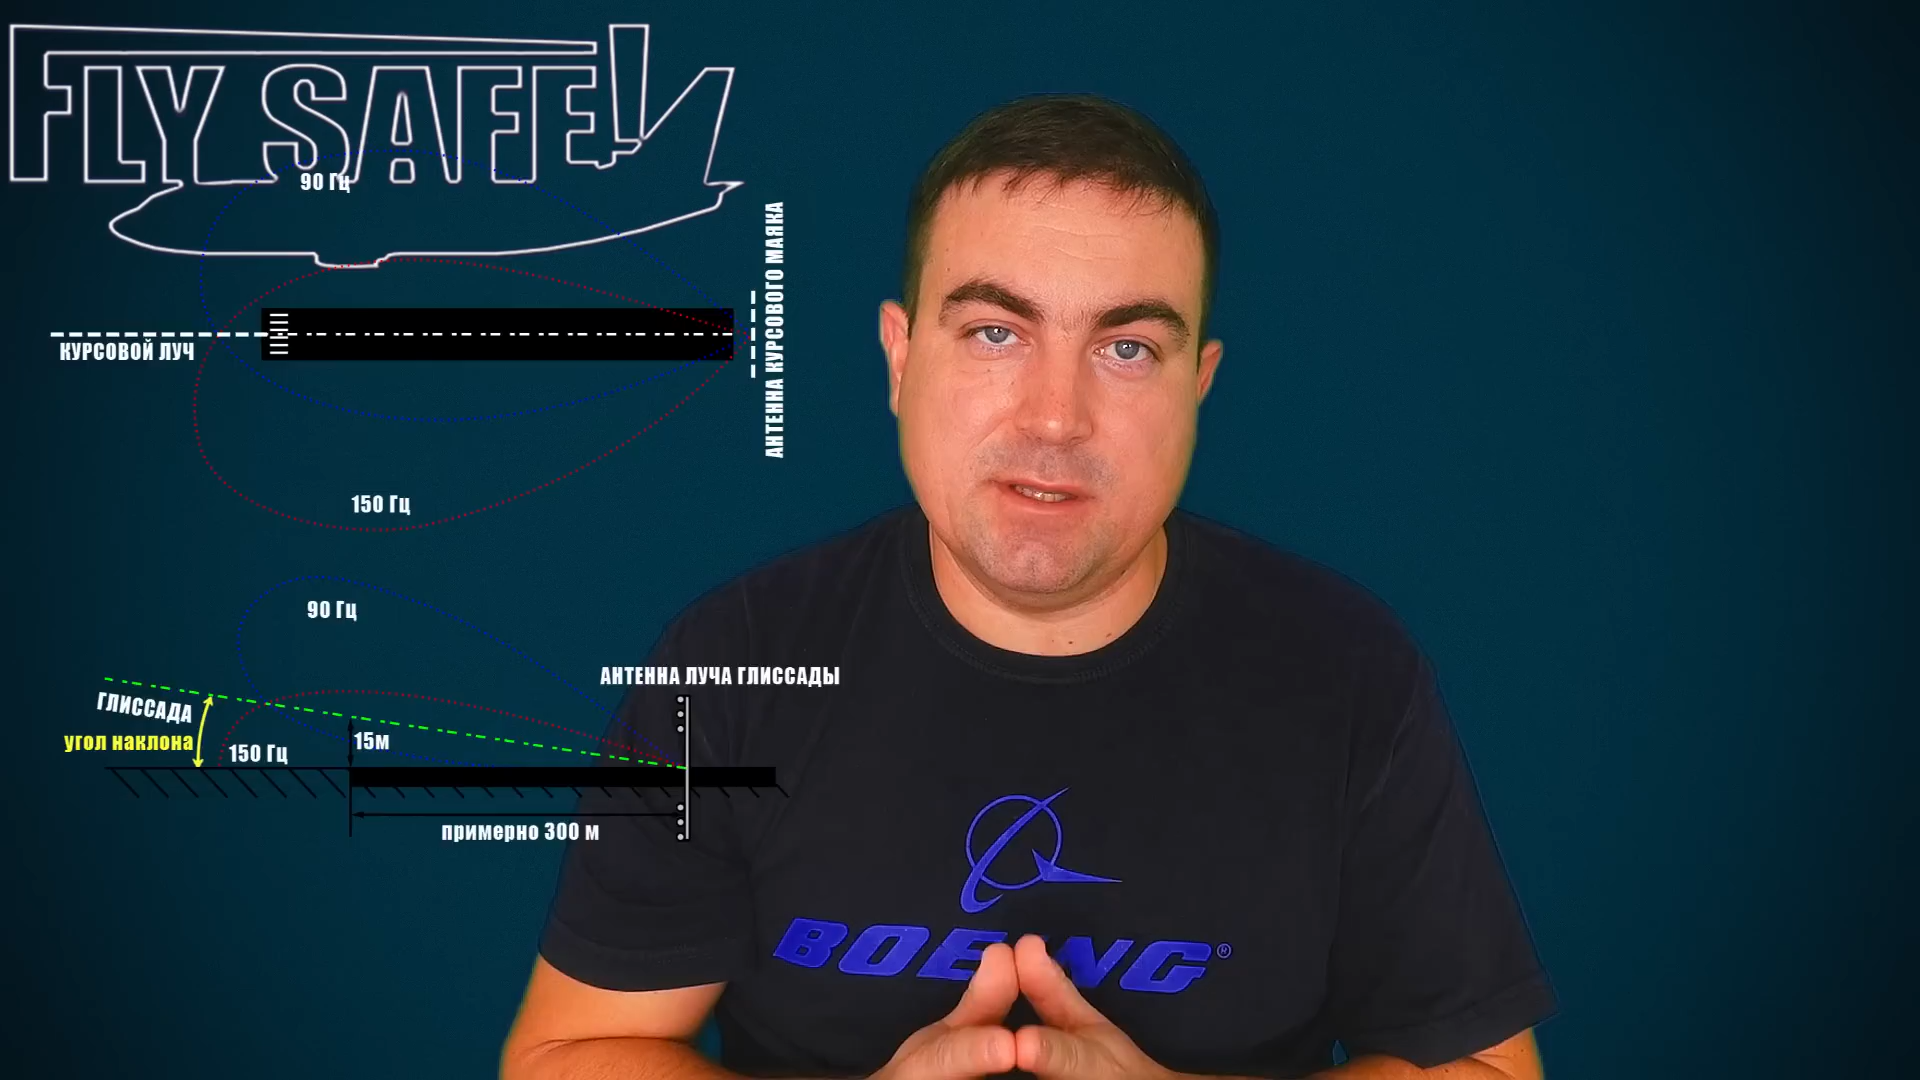 FLY SAFE!
90 Гц
КУРСОВОЙ ЛУЧ
АНТЕННА КУРСОВОГО МАЯКА
150 Гц
90 Гц
АНТЕННА ЛУЧА ГЛИССАДЫ
ГЛИССАДА
угол наклона
150 Гц
15м
примерно 300 м
BOEING®